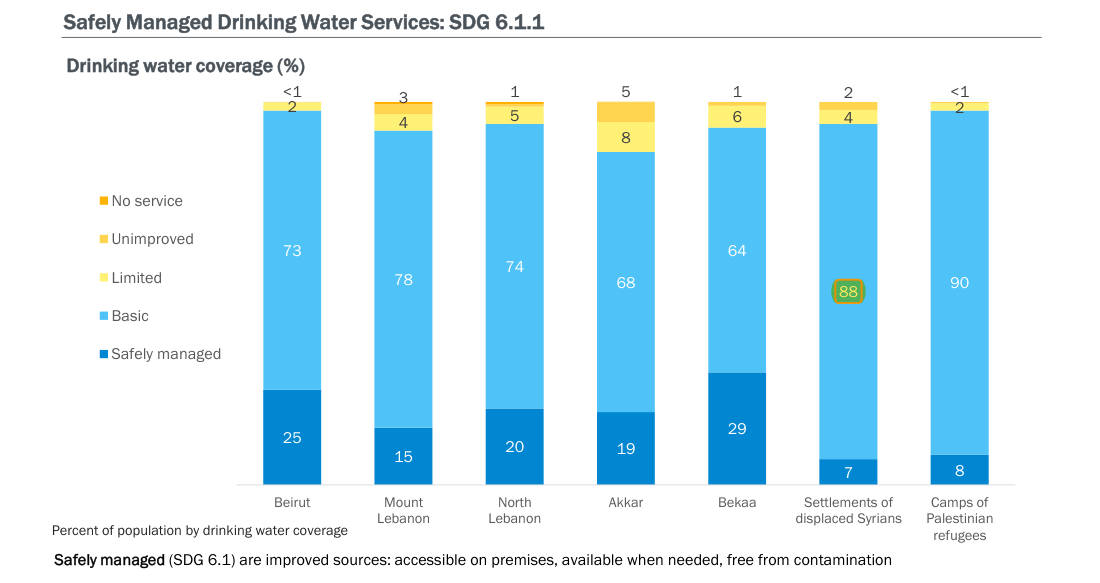 Safely Managed Drinking Water Services: SDG 6.1.1
Drinking water coverage (%)
<1 3 1 5 1 2 <1
2 4 5 8 6 4 2
No service
Unimproved
Limited
Basic
Safely managed
73 78 74 68 64 88 90
25 15 20 19 29 7 8
Beirut Mount Lebanon North Lebanon Akkar Bekaa Settlements of displaced Syrians Camps of Palestinian refugees
Percent of population by drinking water coverage
Safely managed (SDG 6.1) are improved sources: accessible on premises, available when needed, free from contamination